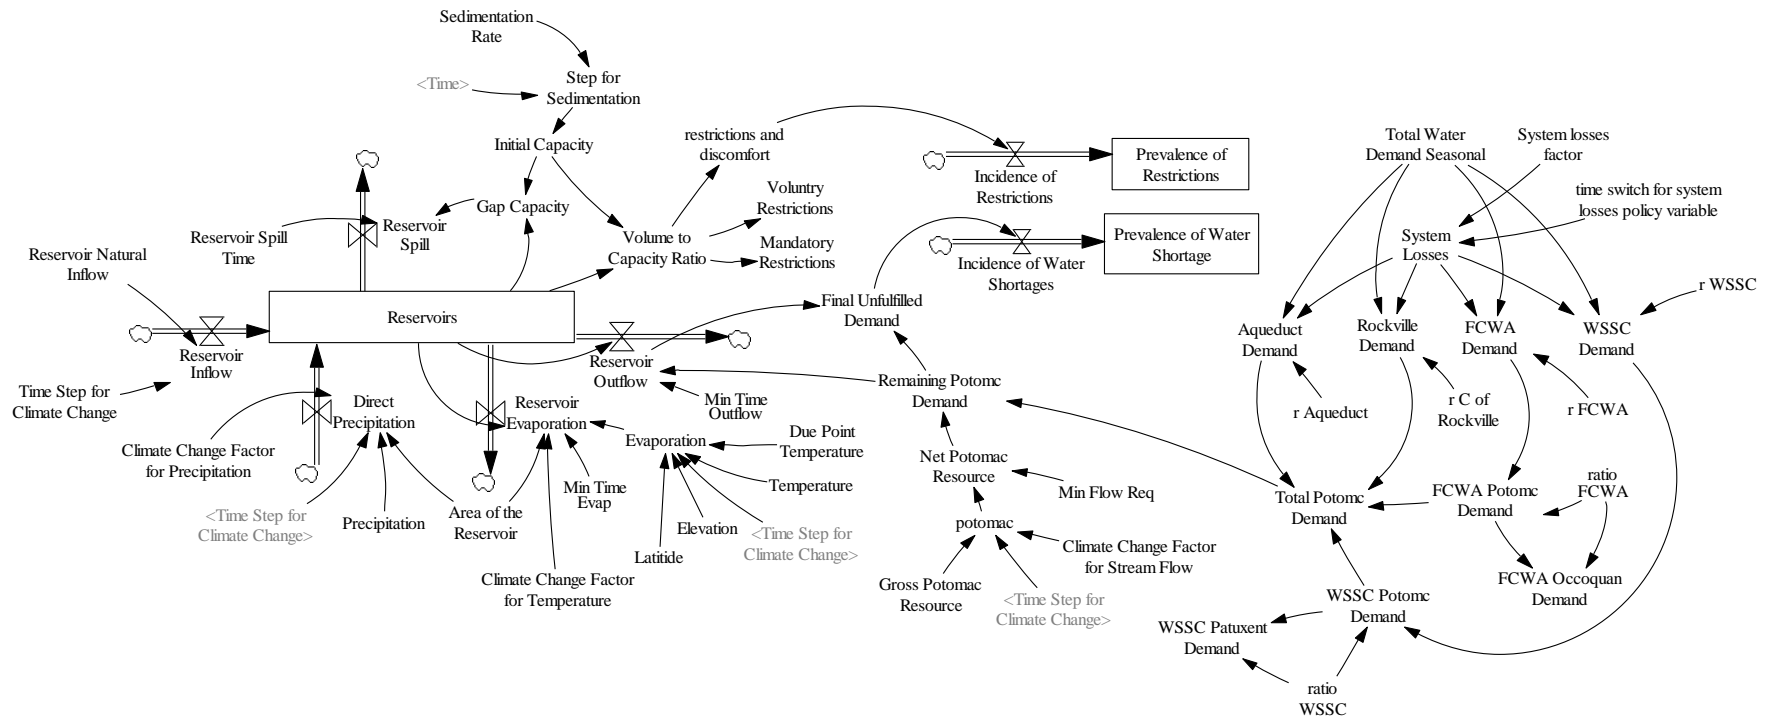 Sedimentation
Rate
<Time>
Step for
Sedimentation
Initial Capacity
restrictions and
discomfort
Voluntry
Restrictions
Mandatory
Restrictions
Gap Capacity
Volume to
Capacity Ratio
Reservoir
Spill
Reservoir Spill
Time
Reservoir Natural
Inflow
Reservoirs
Reservoir
Inflow
Time Step for
Climate Change
Climate Change Factor
for Precipitation
Direct
Precipitation
<Time Step for
Climate Change>
Precipitation
Area of the
Reservoir
Reservoir
Evaporation
Min Time
Evap
Climate Change Factor
for Temperature
Evaporation
Due Point
Temperature
Temperature
Elevation
Latitide
<Time Step for
Climate Change>
Reservoir
Outflow
Min Time
Outflow
Incidence of
Restrictions
Prevalence of
Restrictions
Incidence of Water
Shortages
Prevalence of Water
Shortage
Final Unfulfilled
Demand
Remaining Potomc
Demand
Net Potomac
Resource
Min Flow Req
potomac
Climate Change Factor
for Stream Flow
Gross Potomac
Resource
<Time Step for
Climate Change>
Total Water
Demand Seasonal
System losses
factor
time switch for system
losses policy variable
System
Losses
r WSSC
Aqueduct
Demand
Rockville
Demand
FCWA
Demand
WSSC
Demand
r Aqueduct
r C of
Rockville
r FCWA
Total Potomc
Demand
FCWA Potomc
Demand
ratio
FCWA
FCWA Occoquan
Demand
WSSC Potomc
Demand
WSSC Patuxent
Demand
ratio
WSSC